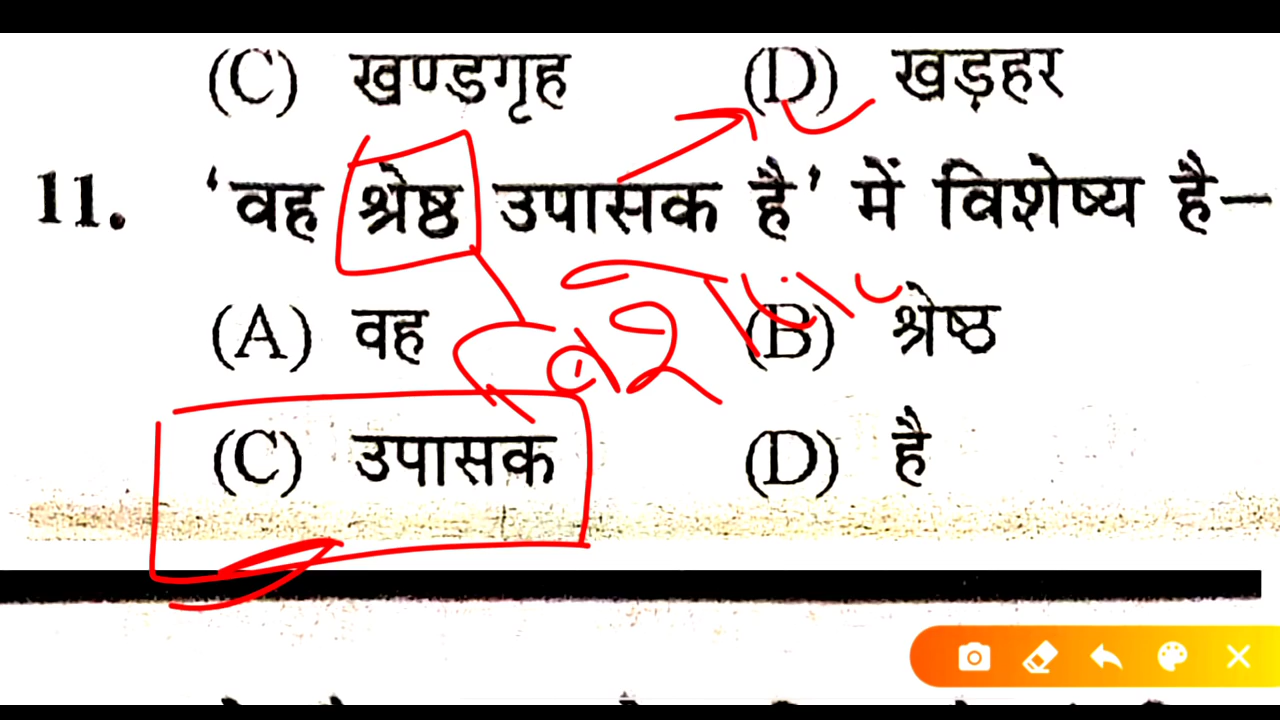 (C) खण्डगृह (D) खड़हर
11. 'वह श्रेष्ठ उपासक है' में विशेष्य है–
(A) वह (B) श्रेष्ठ
(C) उपासक (D) है